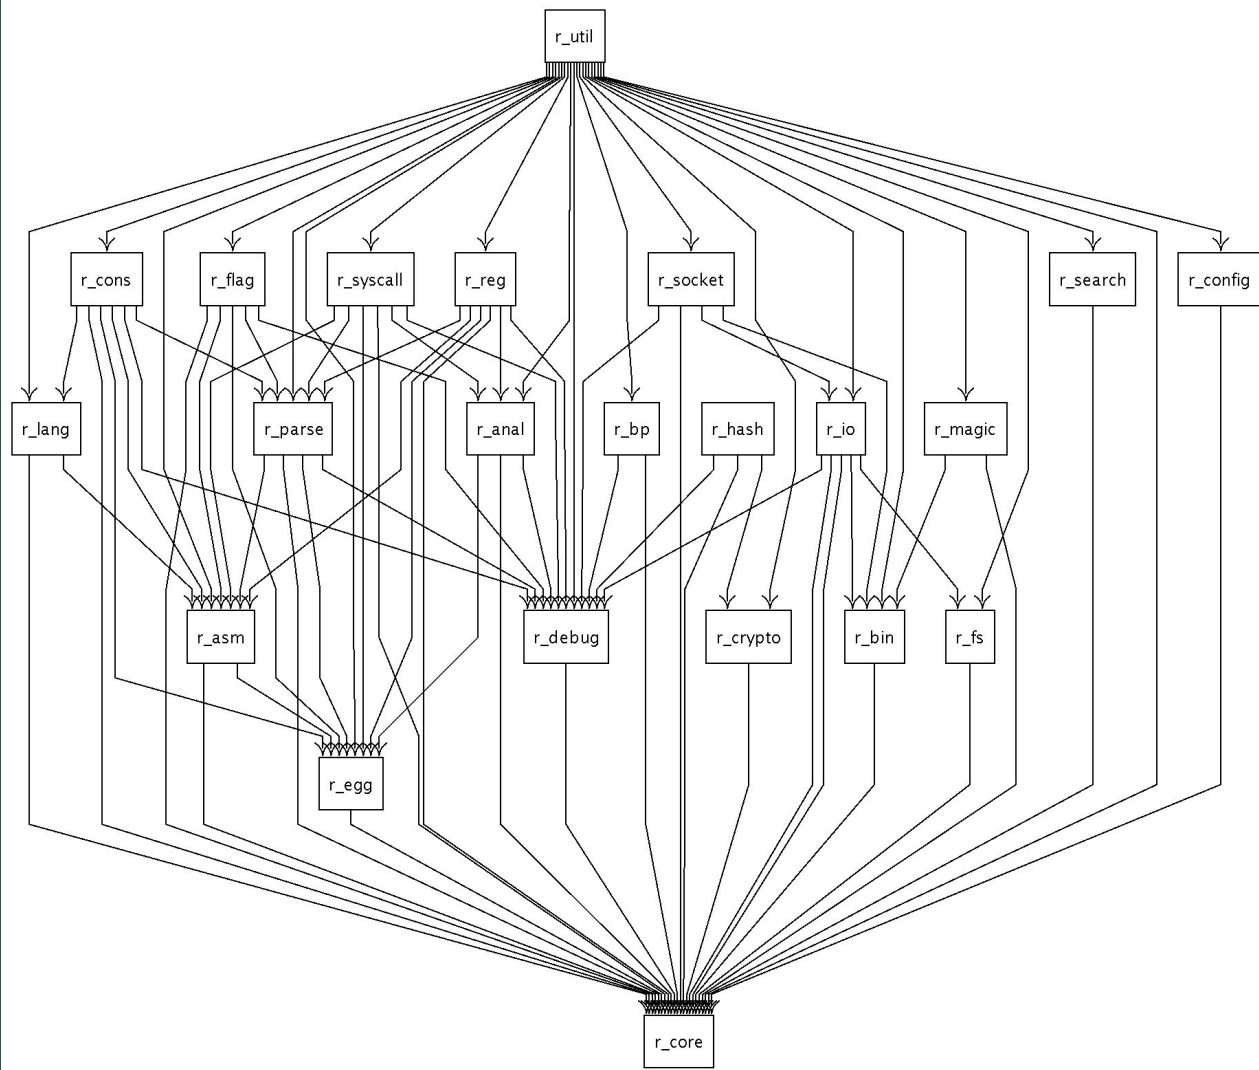 r_util
r_cons
r_flag
r_syscall
r_reg
r_socket
r_search
r_config
r_lang
r_parse
r_anal
r_bp
r_hash
r_io
r_magic
r_asm
r_debug
r_crypto
r_bin
r_fs
r_egg
r_core